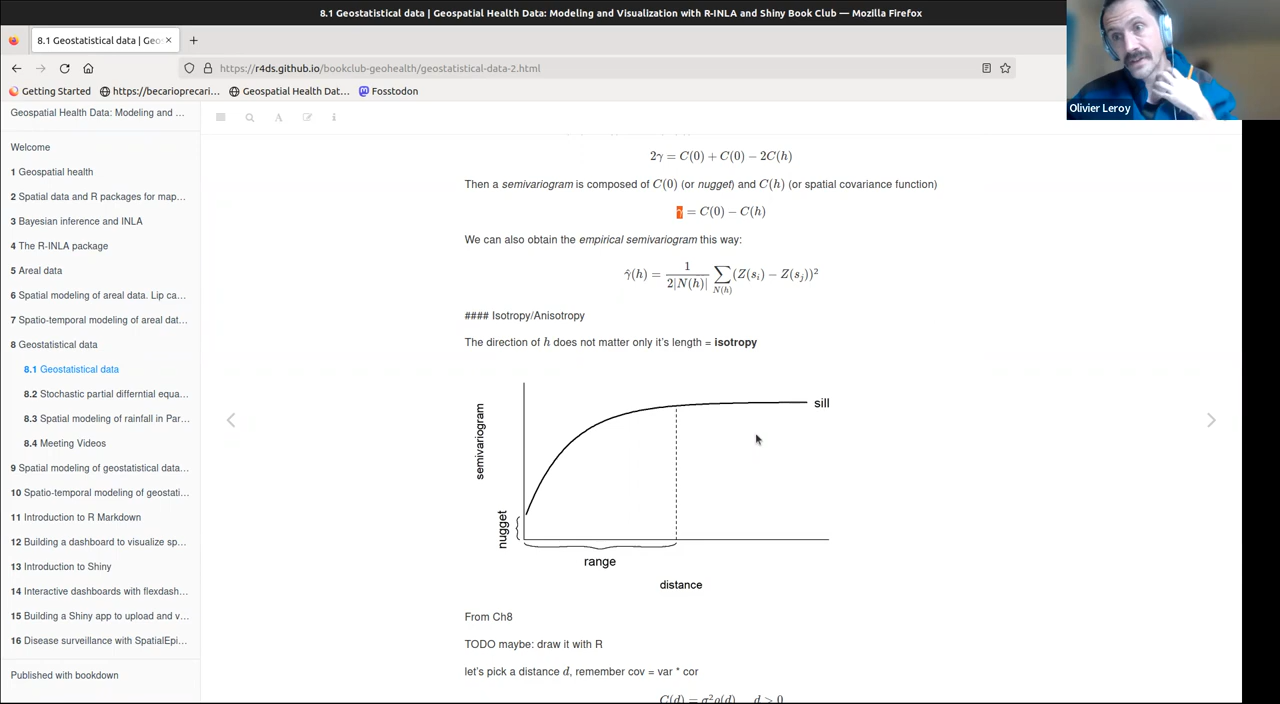 8.1 Geostatistical data | Geospatial Health Data: Modeling and Visualization with R-INLA and Shiny Book Club — Mozilla Firefox
8.1 Geostatistical data | Geo
https://r4ds.github.io/bookclub-geohealth/geostatistical-data-2.html
Getting Started
https://becarioprecari...
Geospatial Health Dat...
Fosstodon
Olivier Leroy
Geospatial Health Data: Modeling and ...
Welcome
1 Geospatial health
2 Spatial data and R packages for map...
3 Bayesian inference and INLA
4 The R-INLA package
5 Areal data
6 Spatial modeling of areal data. Lip ca...
7 Spatio-temporal modeling of areal dat...
8 Geostatistical data
8.1 Geostatistical data
8.2 Stochastic partial differntial equa...
8.3 Spatial modeling of rainfall in Par...
8.4 Meeting Videos
9 Spatial modeling of geostatistical data...
10 Spatio-temporal modeling of geostati...
11 Introduction to R Markdown
12 Building a dashboard to visualize sp...
13 Introduction to Shiny
14 Interactive dashboards with flexdash...
15 Building a Shiny app to upload and v...
16 Disease surveillance with SpatialEpi...
Published with bookdown
2γ = C(0) + C(0) − 2C(h)
Then a semivariogram is composed of C(0) (or nugget) and C(h) (or spatial covariance function)
γ = C(0) − C(h)
We can also obtain the empirical semivariogram this way:
γ̂(h) = 1/2|N(h)| ∑N(h) (Z(si) − Z(sj))²
#### Isotropy/Anisotropy
The direction of h does not matter only it's length = isotropy
sill
semivariogram
nugget
range
distance
From Ch8
TODO maybe: draw it with R
let's pick a distance d, remember cov = var * cor
C(d) = σ²ρ(d) d > 0